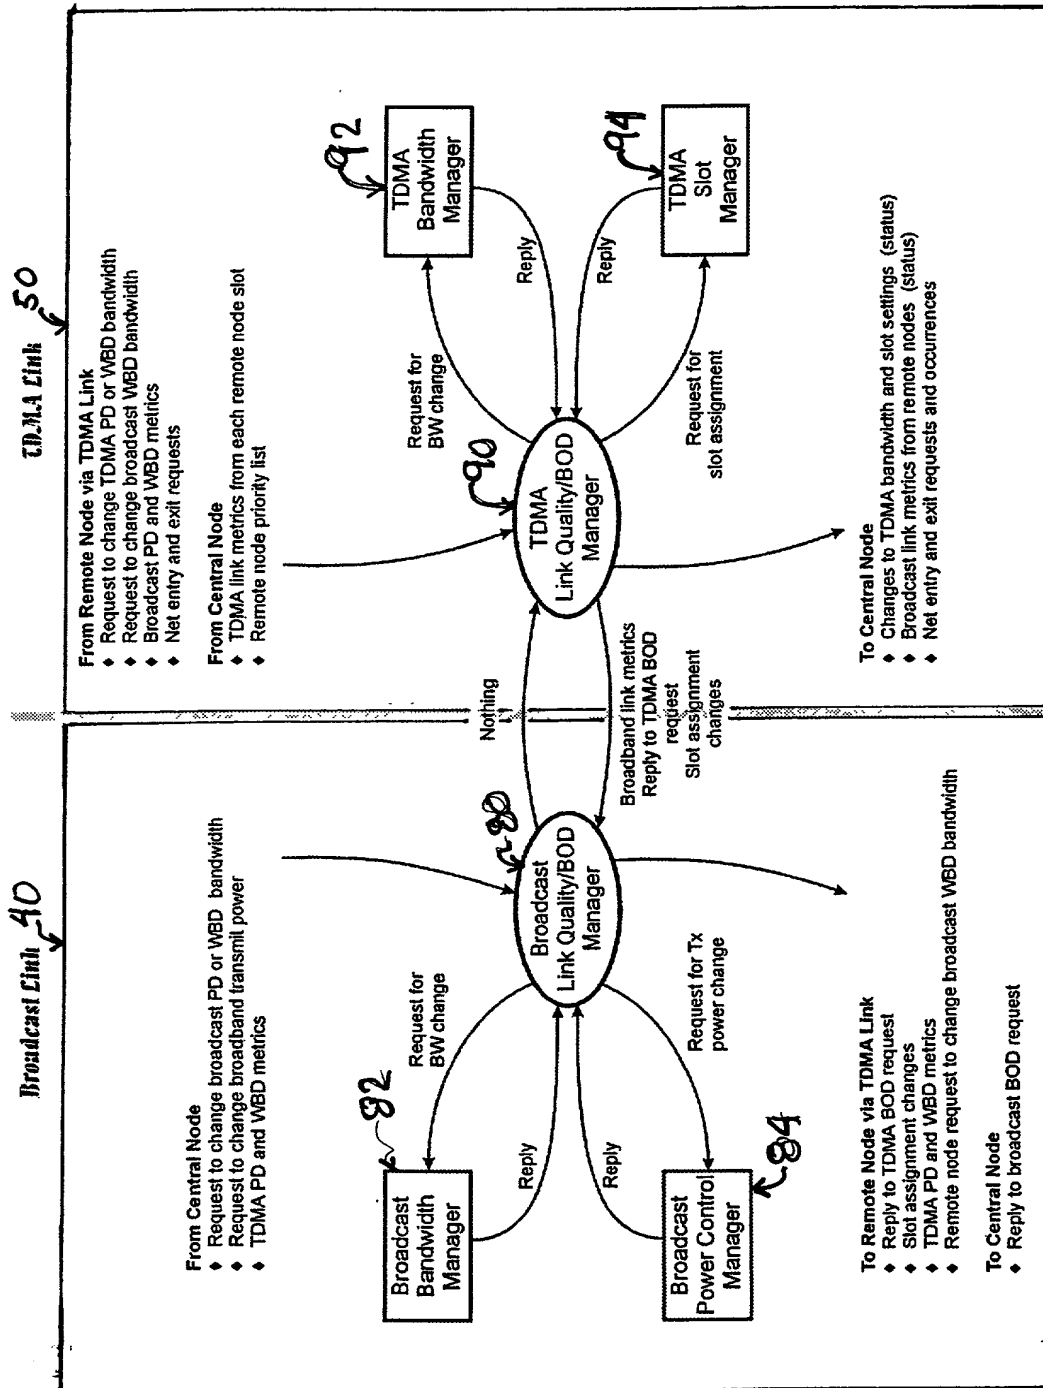 Broadcast Link 40
From Central Node
♦ Request to change broadcast PD or WBD bandwidth
♦ Request to change broadband transmit power
♦ TDMA PD and WBD metrics
82
Broadcast
Bandwidth
Manager
Request for
BW change
Reply
80
Broadcast
Link Quality/BOD
Manager
Reply
Request for Tx
power change
Broadcast
Power Control
Manager
84
To Remote Node via TDMA Link
♦ Reply to TDMA BOD request
♦ Slot assignment changes
♦ TDMA PD and WBD metrics
♦ Remote node request to change broadcast WBD bandwidth
To Central Node
♦ Reply to broadcast BOD request
Nothing
Broadband link metrics
Reply to TDMA BOD
request
Slot assignment
changes
TDMA Link 50
From Remote Node via TDMA Link
♦ Request to change TDMA PD or WBD bandwidth
♦ Request to change broadcast WBD bandwidth
♦ Broadcast PD and WBD metrics
♦ Net entry and exit requests
From Central Node
♦ TDMA link metrics from each remote node slot
♦ Remote node priority list
92
TDMA
Bandwidth
Manager
Request for
BW change
Reply
90
TDMA
Link Quality/BOD
Manager
Reply
Request for
slot assignment
94
TDMA
Slot
Manager
To Central Node
♦ Changes to TDMA bandwidth and slot settings (status)
♦ Broadcast link metrics from remote nodes (status)
♦ Net entry and exit requests and occurrences